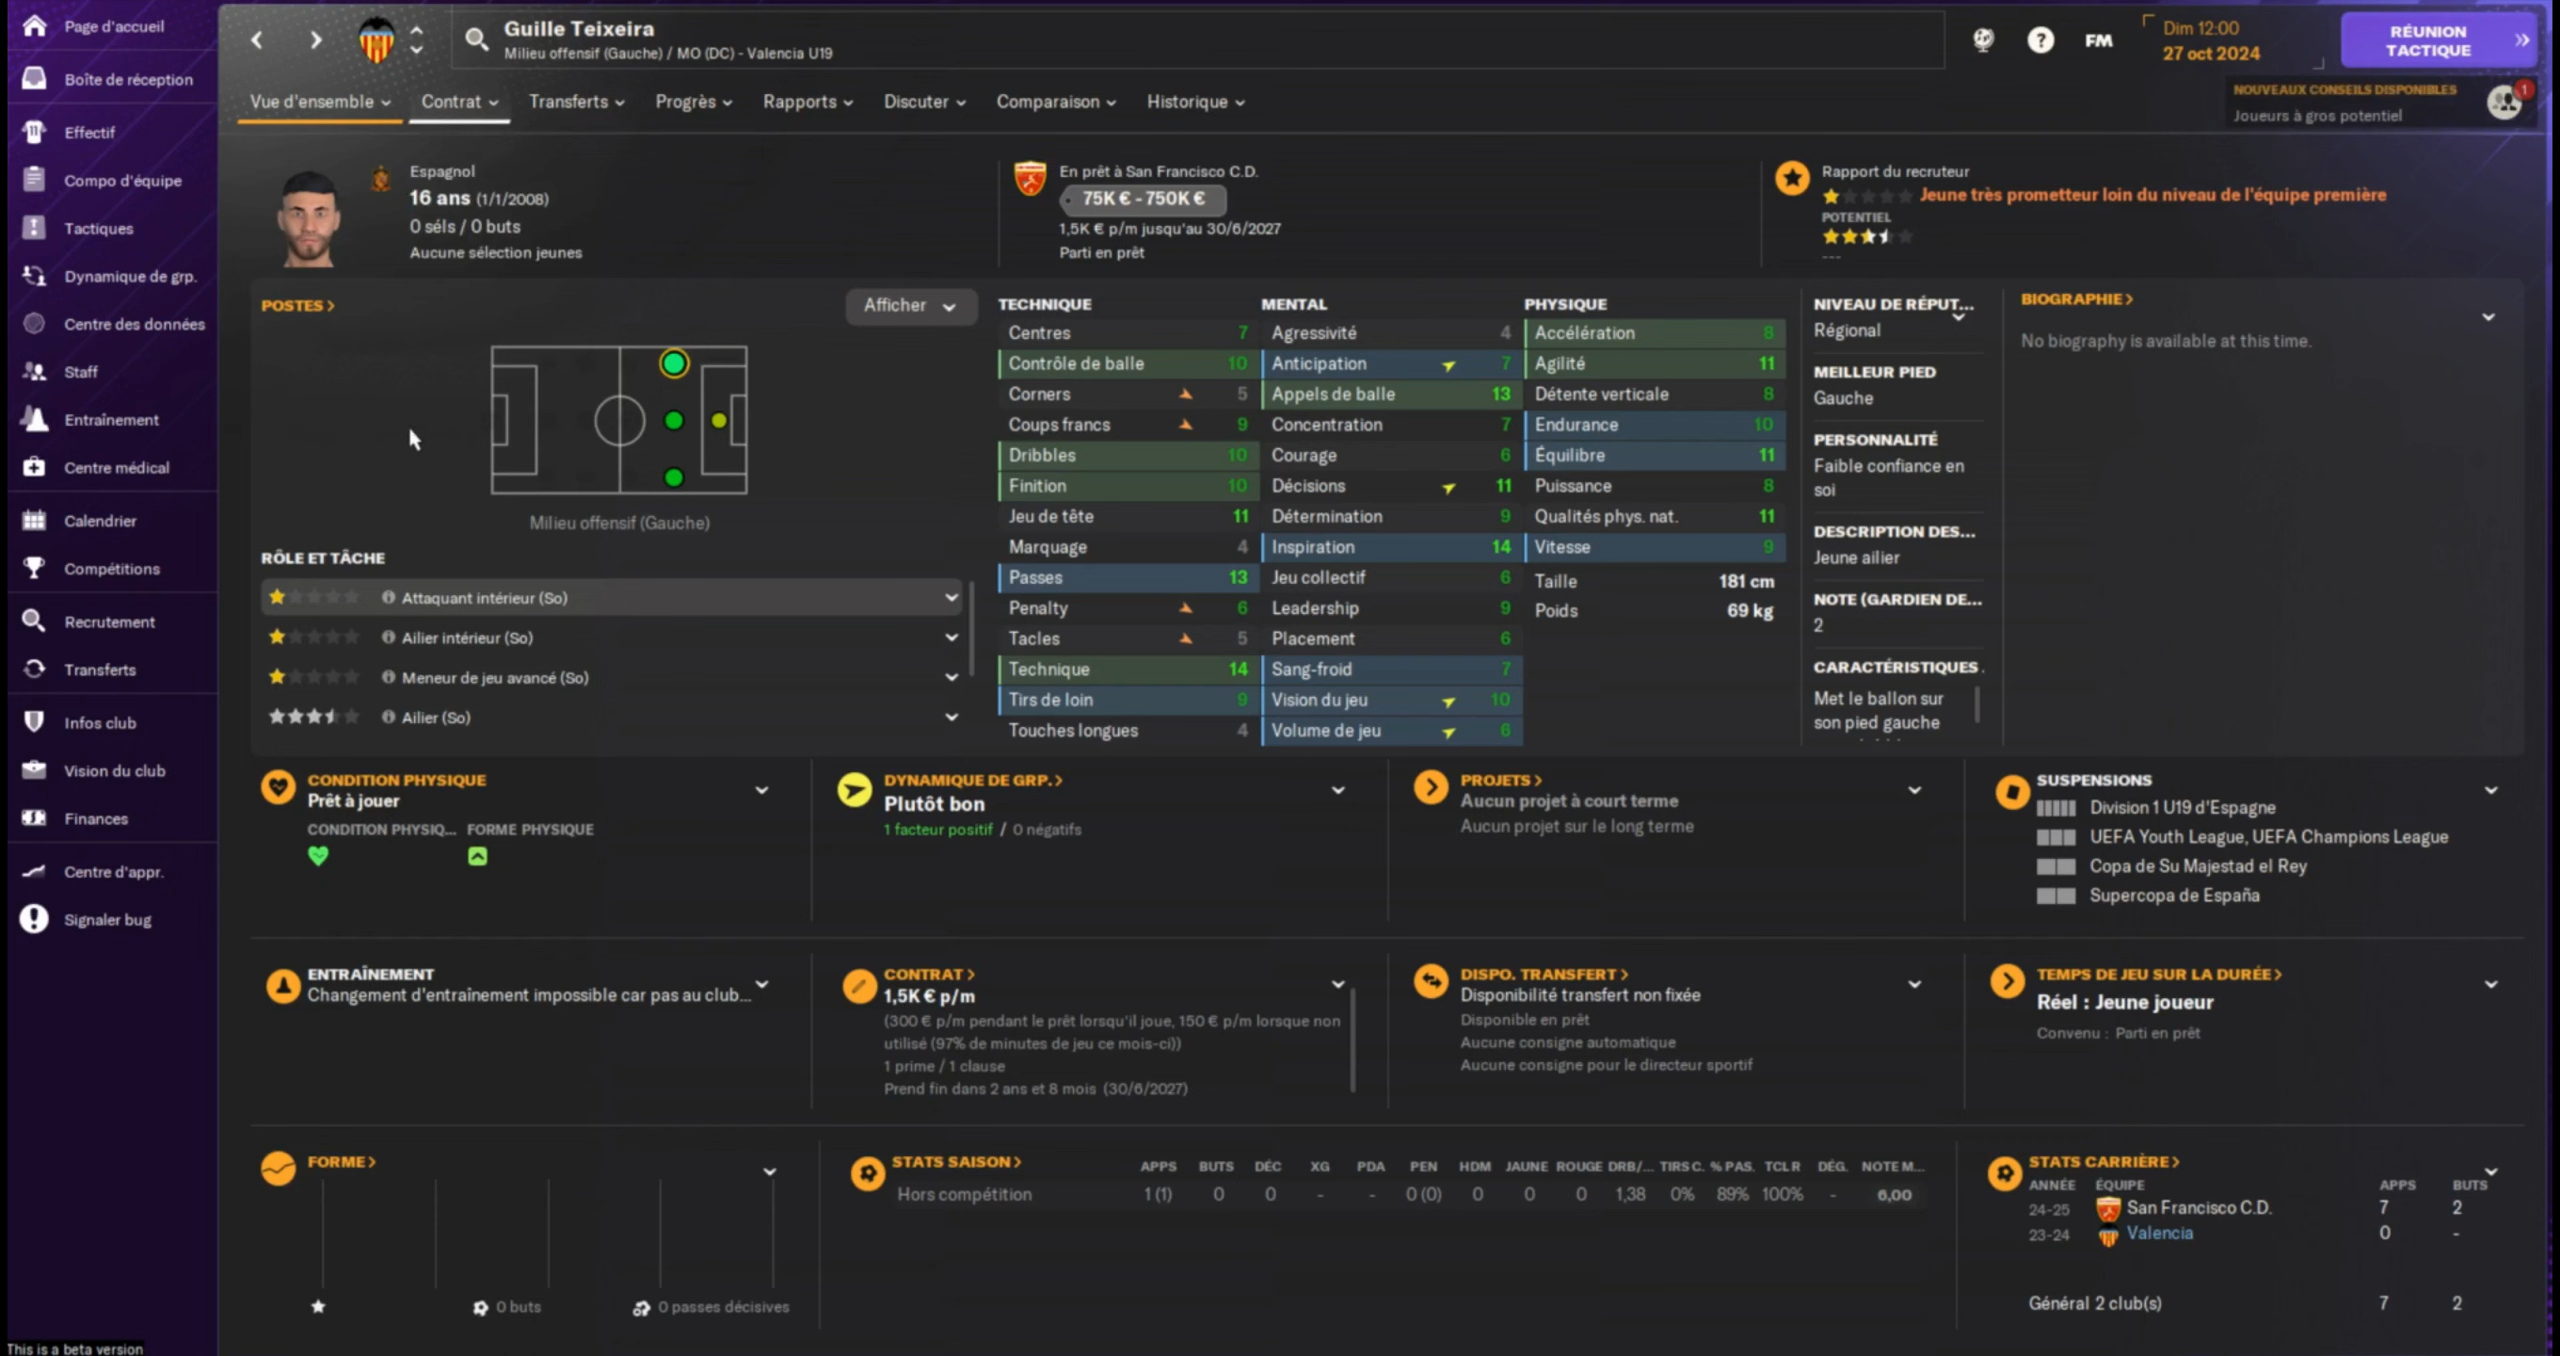 Page d'accueil
Boîte de réception
Effectif
Compo d'équipe
Tactiques
Dynamique de grp.
Centre des données
Staff
Entraînement
Centre médical
Calendrier
Compétitions
Recrutement
Transferts
Infos club
Vision du club
Finances
Centre d'appr.
Signaler bug
This is a beta version
Guille Teixeira
Milieu offensif (Gauche) / MO (DC) - Valencia U19
FM
Dim 12:00
27 oct 2024
RÉUNION
TACTIQUE
Vue d'ensemble
Contrat
Transferts
Progrès
Rapports
Discuter
Comparaison
Historique
NOUVEAUX CONSEILS DISPONIBLES
Joueurs à gros potentiel
1
Espagnol
16 ans (1/1/2008)
0 séls / 0 buts
Aucune sélection jeunes
En prêt à San Francisco C.D.
75K € - 750K €
1,5K € p/m jusqu'au 30/6/2027
Parti en prêt
Rapport du recruteur
Jeune très prometteur loin du niveau de l'équipe première
POTENTIEL
---
POSTES >
Afficher
Milieu offensif (Gauche)
RÔLE ET TÂCHE
Attaquant intérieur (So)
Ailier intérieur (So)
Meneur de jeu avancé (So)
Ailier (So)
TECHNIQUE
Centres 7
Contrôle de balle 10
Corners 5
Coups francs 9
Dribbles 10
Finition 10
Jeu de tête 11
Marquage 4
Passes 13
Penalty 6
Tacles 5
Technique 14
Tirs de loin 9
Touches longues 4
MENTAL
Agressivité 4
Anticipation 7
Appels de balle 13
Concentration 7
Courage 6
Décisions 11
Détermination 9
Inspiration 14
Jeu collectif 6
Leadership 9
Placement 6
Sang-froid 7
Vision du jeu 10
Volume de jeu 6
PHYSIQUE
Accélération 8
Agilité 11
Détente verticale 8
Endurance 10
Équilibre 11
Puissance 8
Qualités phys. nat. 11
Vitesse 9
Taille 181 cm
Poids 69 kg
NIVEAU DE RÉPUT...
Régional
MEILLEUR PIED
Gauche
PERSONNALITÉ
Faible confiance en
soi
DESCRIPTION DES...
Jeune ailier
NOTE (GARDIEN DE...
2
CARACTÉRISTIQUES
Met le ballon sur
son pied gauche
BIOGRAPHIE >
No biography is available at this time.
CONDITION PHYSIQUE
Prêt à jouer
CONDITION PHYSIQ... FORME PHYSIQUE
DYNAMIQUE DE GRP. >
Plutôt bon
1 facteur positif / 0 négatifs
PROJETS >
Aucun projet à court terme
Aucun projet sur le long terme
SUSPENSIONS
Division 1 U19 d'Espagne
UEFA Youth League, UEFA Champions League
Copa de Su Majestad el Rey
Supercopa de España
ENTRAÎNEMENT
Changement d'entraînement impossible car pas au club...
CONTRAT >
1,5K € p/m
(300 € p/m pendant le prêt lorsqu'il joue, 150 € p/m lorsque non
utilisé (97% de minutes de jeu ce mois-ci))
1 prime / 1 clause
Prend fin dans 2 ans et 8 mois (30/6/2027)
DISPO. TRANSFERT >
Disponibilité transfert non fixée
Disponible en prêt
Aucune consigne automatique
Aucune consigne pour le directeur sportif
TEMPS DE JEU SUR LA DURÉE >
Réel : Jeune joueur
Convenu : Parti en prêt
FORME >
0 buts
0 passes décisives
STATS SAISON >
APPS BUTS DÉC XG PDA PEN HDM JAUNE ROUGE DRB/... TIRS C. % PAS. TCL R DÉG. NOTE M...
Hors compétition 1 (1) 0 0 - - 0 (0) 0 0 0 1,38 0% 89% 100% - 6,00
STATS CARRIÈRE >
ANNÉE ÉQUIPE APPS BUTS
24-25 San Francisco C.D. 7 2
23-24 Valencia 0 -
Général 2 club(s) 7 2